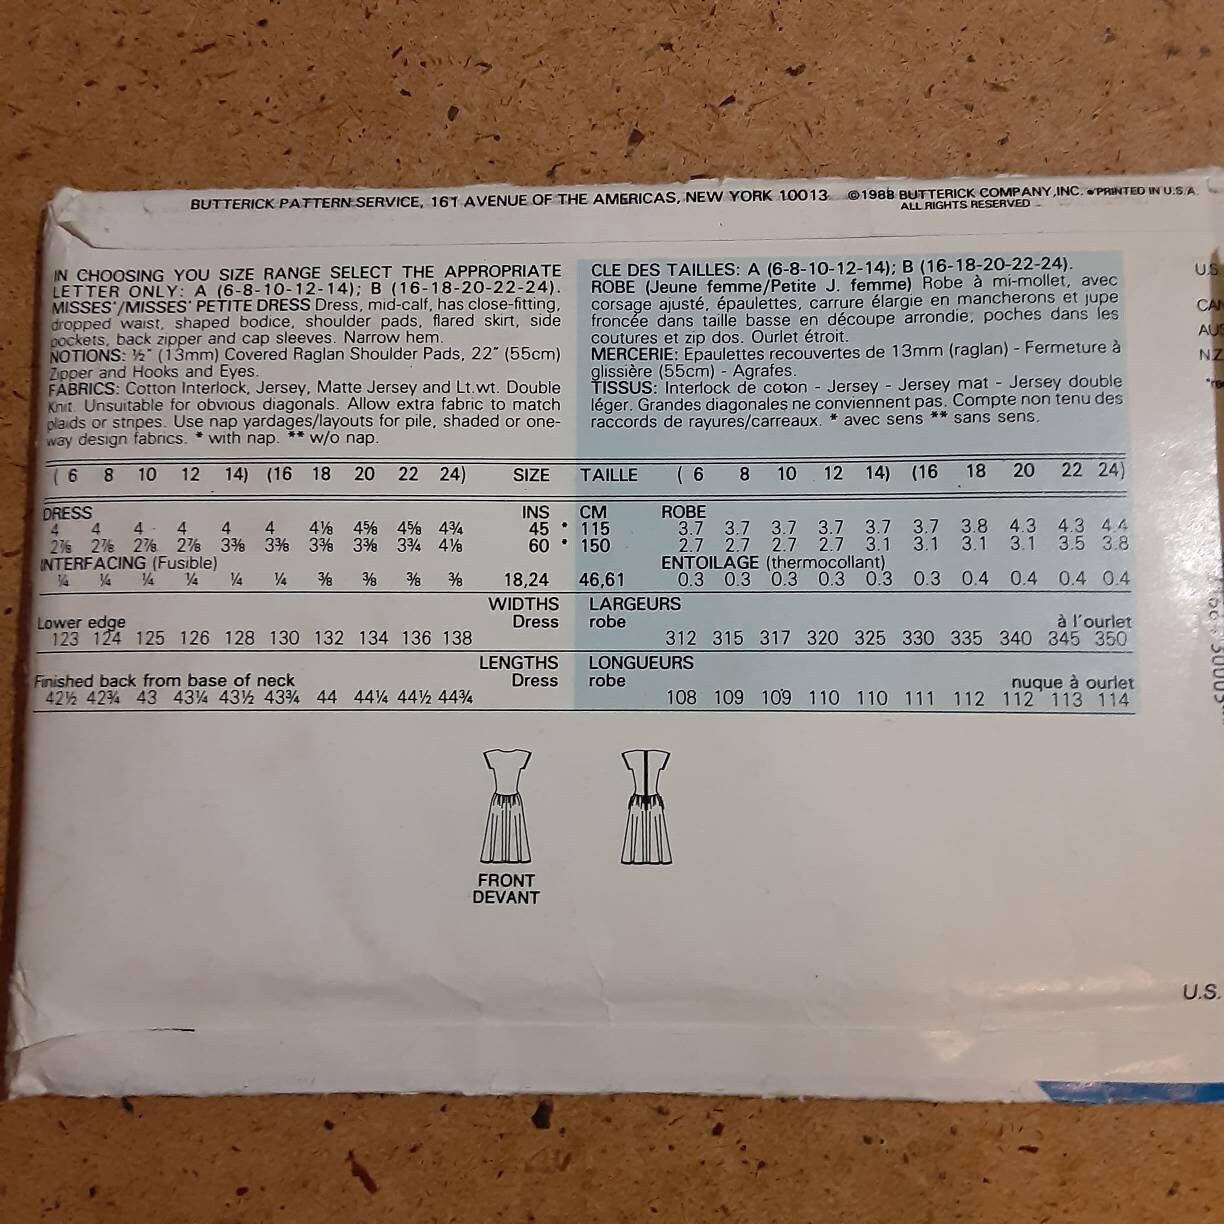 BUTTERICK PATTERN SERVICE, 161 AVENUE OF THE AMERICAS, NEW YORK 10013 ©1988 BUTTERICK COMPANY, INC. • PRINTED IN U.S.A.
ALL RIGHTS RESERVED
IN CHOOSING YOU SIZE RANGE SELECT THE APPROPRIATE
LETTER ONLY: A (6-8-10-12-14); B (16-18-20-22-24).
MISSES'/MISSES' PETITE DRESS Dress, mid-calf, has close-fitting,
dropped waist, shaped bodice, shoulder pads, flared skirt, side
pockets, back zipper and cap sleeves. Narrow hem.
NOTIONS: ½" (13mm) Covered Raglan Shoulder Pads, 22" (55cm)
Zipper and Hooks and Eyes.
FABRICS: Cotton Interlock, Jersey, Matte Jersey and Lt.wt. Double
Knit. Unsuitable for obvious diagonals. Allow extra fabric to match
plaids or stripes. Use nap yardages/layouts for pile, shaded or one-
way design fabrics. * with nap. ** w/o nap.
CLE DES TAILLES: A (6-8-10-12-14); B (16-18-20-22-24).
ROBE (Jeune femme/Petite J. femme) Robe à mi-mollet, avec
corsage ajusté, épaulettes, carrure élargie en mancherons et jupe
froncée dans taille basse en découpe arrondie, poches dans les
coutures et zip dos. Ourlet étroit.
MERCERIE: Epaulettes recouvertes de 13mm (raglan) - Fermeture à
glissière (55cm) - Agrafes.
TISSUS: Interlock de coton - Jersey - Jersey mat - Jersey double
léger. Grandes diagonales ne conviennent pas. Compte non tenu des
raccords de rayures/carreaux. * avec sens ** sans sens.
( 6 8 10 12 14) (16 18 20 22 24) SIZE TAILLE ( 6 8 10 12 14) (16 18 20 22 24)
DRESS INS CM ROBE
4 4 4 4 4 4 4⅛ 4⅝ 4⅝ 4¾ 45 * 115 3.7 3.7 3.7 3.7 3.7 3.7 3.8 4.3 4.3 4.4
2⅞ 2⅞ 2⅞ 2⅞ 3⅜ 3⅜ 3⅜ 3⅜ 3¾ 4⅛ 60 * 150 2.7 2.7 2.7 2.7 3.1 3.1 3.1 3.1 3.5 3.8
INTERFACING (Fusible) ENTOILAGE (thermocollant)
¼ ¼ ¼ ¼ ¼ ¼ ⅜ ⅜ ⅜ ⅜ 18,24 46,61 0.3 0.3 0.3 0.3 0.3 0.3 0.4 0.4 0.4 0.4
WIDTHS LARGEURS
Lower edge Dress robe à l'ourlet
123 124 125 126 128 130 132 134 136 138 312 315 317 320 325 330 335 340 345 350
LENGTHS LONGUEURS
Finished back from base of neck Dress robe nuque à ourlet
42½ 42¾ 43 43¼ 43½ 43¾ 44 44¼ 44½ 44¾ 108 109 109 110 110 111 112 112 113 114
FRONT
DEVANT
U.S.
CA
AU
N.Z
U.S.